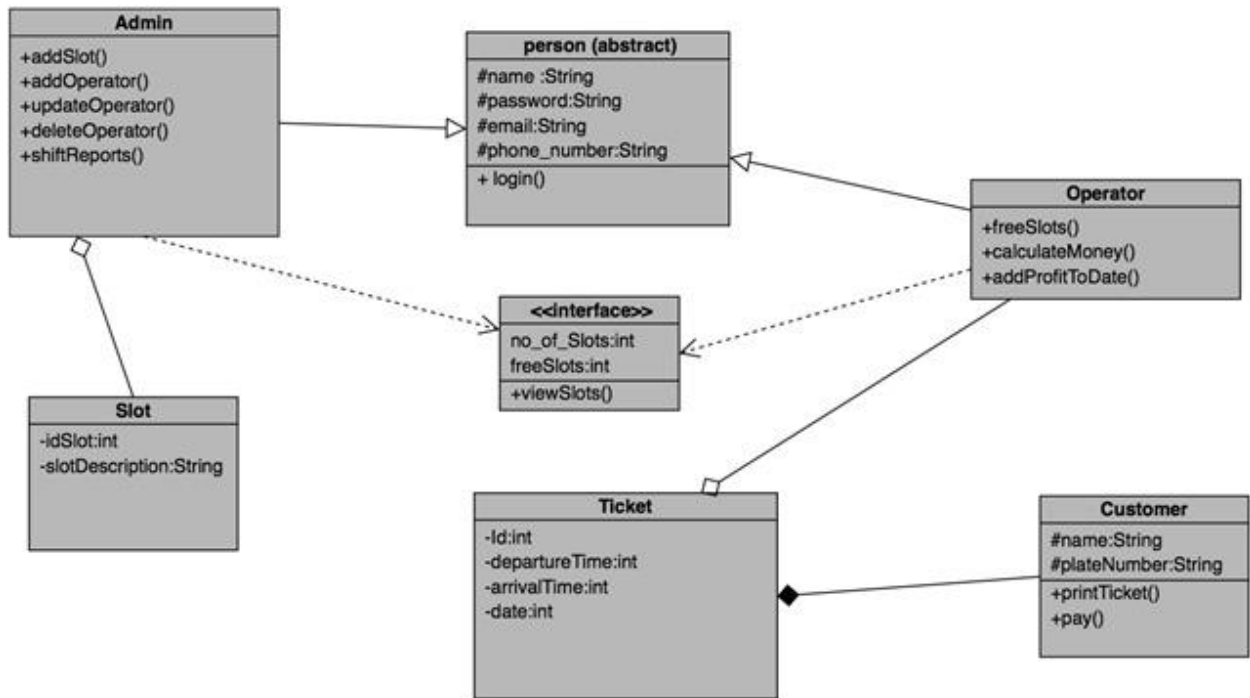 Admin
+addSlot()
+addOperator()
+updateOperator()
+deleteOperator()
+shiftReports()
person (abstract)
#name :String
#password:String
#email:String
#phone_number:String
+ login()
Operator
+freeSlots()
+calculateMoney()
+addProfitToDate()
<<interface>>
no_of_Slots:int
freeSlots:int
+viewSlots()
Slot
-idSlot:int
-slotDescription:String
Ticket
-Id:int
-departureTime:int
-arrivalTime:int
-date:int
Customer
#name:String
#plateNumber:String
+printTicket()
+pay()